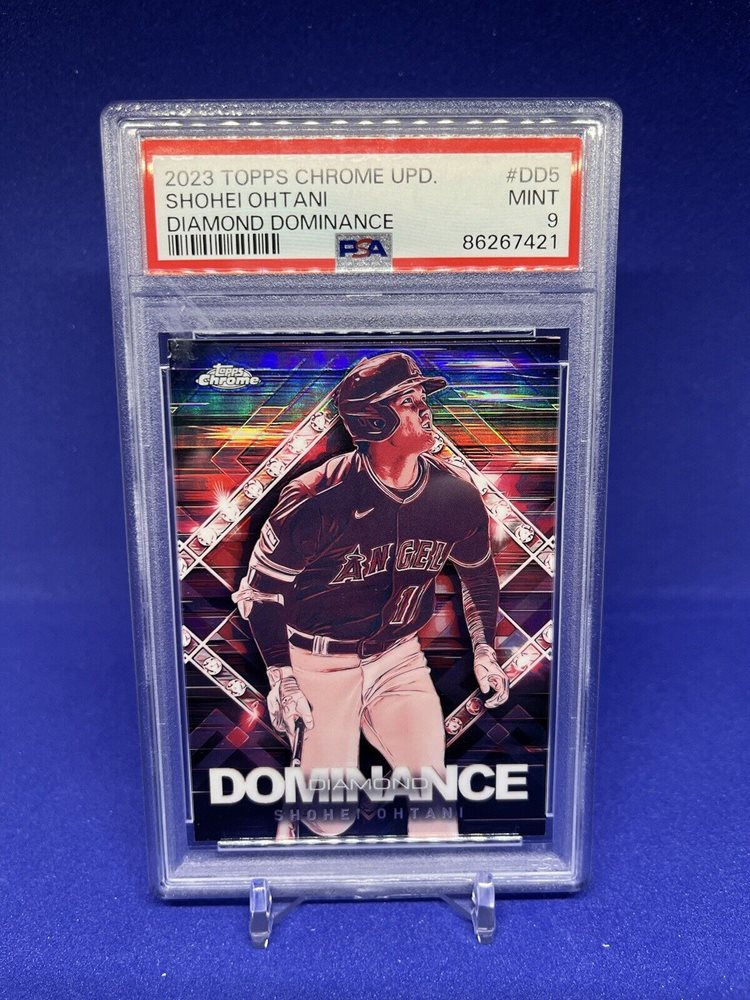 2023 TOPPS CHROME UPD. #DD5
SHOHEI OHTANI MINT
DIAMOND DOMINANCE 9
PSA 86267421
Topps
Chrome
ANGEL
DOMINANCE
DIAMOND
SHOHEI OHTANI